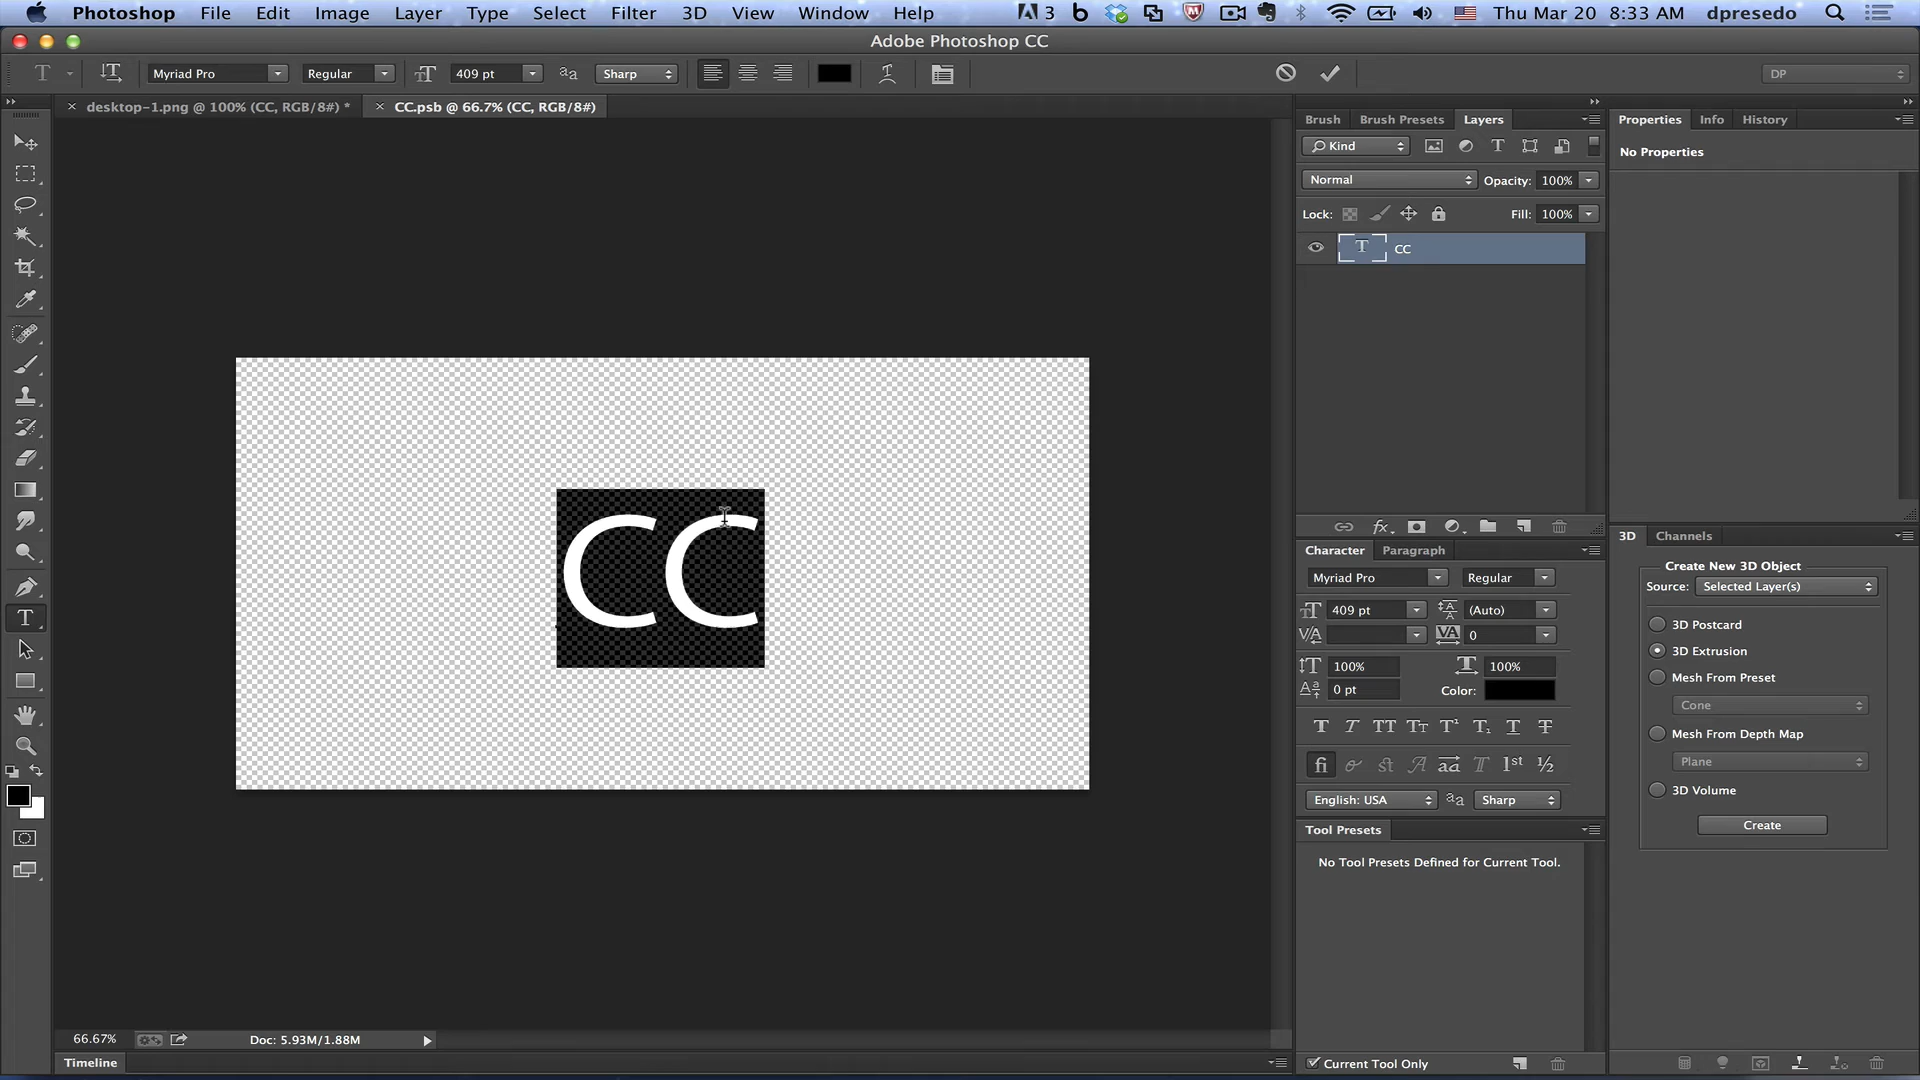 Photoshop File Edit Image Layer Type Select Filter 3D View Window Help 3 Thu Mar 20 8:33 AM dpresedo
Adobe Photoshop CC
Myriad Pro Regular 409 pt Sharp DP
desktop-1.png @ 100% (CC, RGB/8#) * CC.psb @ 66.7% (CC, RGB/8#)
Brush Brush Presets Layers
Kind
Normal Opacity: 100%
Lock: Fill: 100%
CC
Properties Info History
No Properties
CC
Character Paragraph
Myriad Pro Regular
409 pt (Auto)
0
100% 100%
0 pt Color:
English: USA Sharp
Tool Presets
No Tool Presets Defined for Current Tool.
Current Tool Only
3D Channels
Create New 3D Object
Source: Selected Layer(s)
3D Postcard
3D Extrusion
Mesh From Preset
Cone
Mesh From Depth Map
Plane
3D Volume
Create
66.67% Doc: 5.93M/1.88M
Timeline